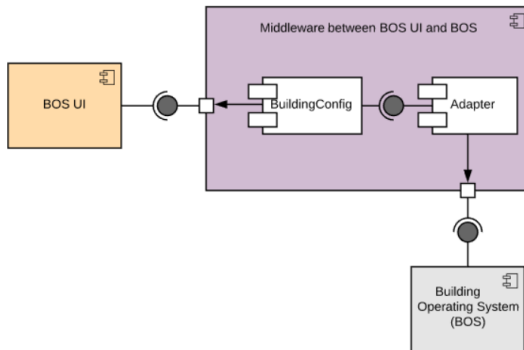 Middleware between BOS UI and BOS
BOS UI
BuildingConfig
Adapter
Building
Operating System
(BOS)